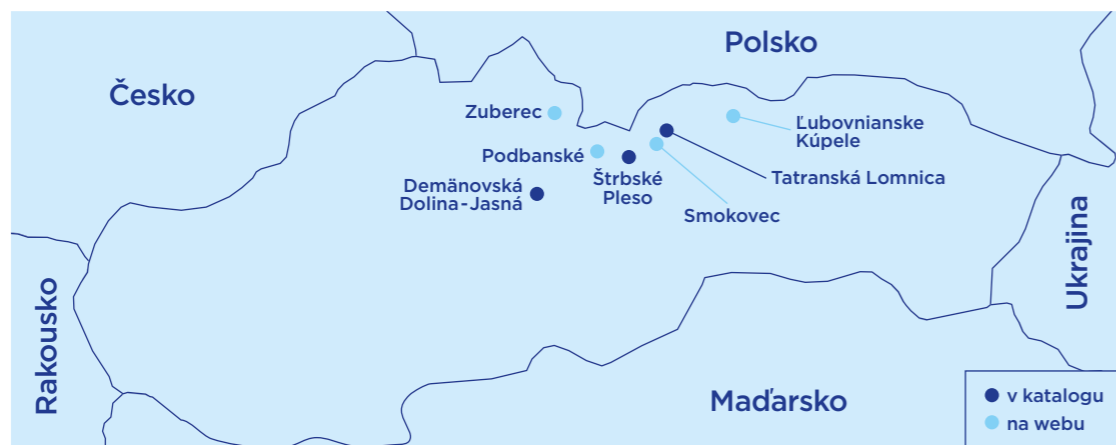 Polsko
Česko
Zuberec
Ľubovnianske
Kúpele
Podbanské
Štrbské
Pleso
Tatranská Lomnica
Demänovská
Dolina-Jasná
Smokovec
Ukrajina
Rakousko
Maďarsko
v katalogu
na webu